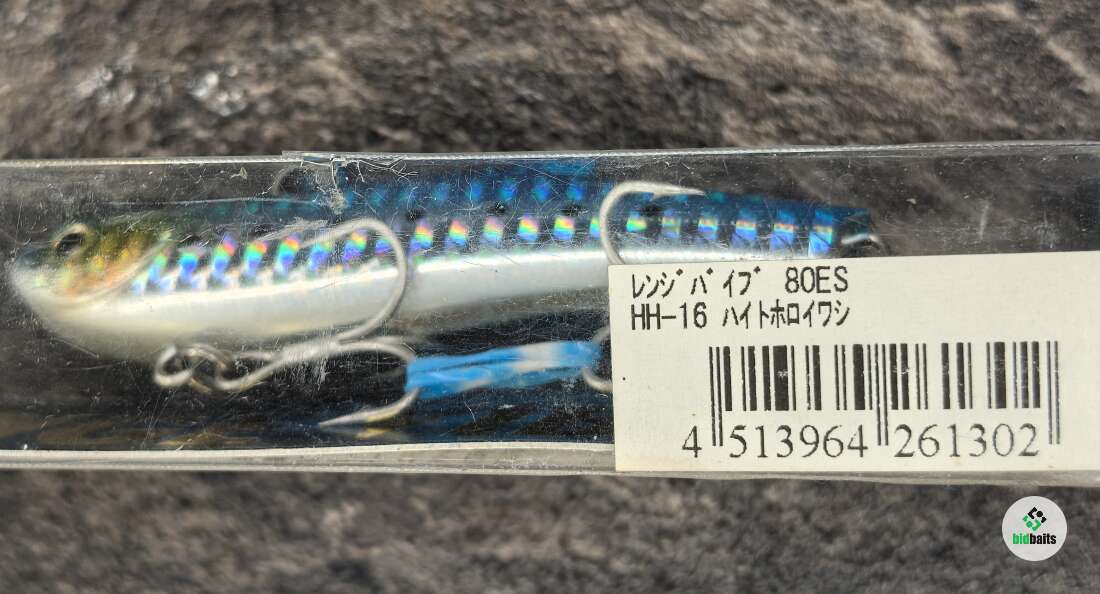 ﾚﾝｼﾞﾊﾞｲﾌﾞ 80ES
HH-16 ﾊｲﾄﾎﾛｲﾜｼ
4 513964 261302
bidbaits